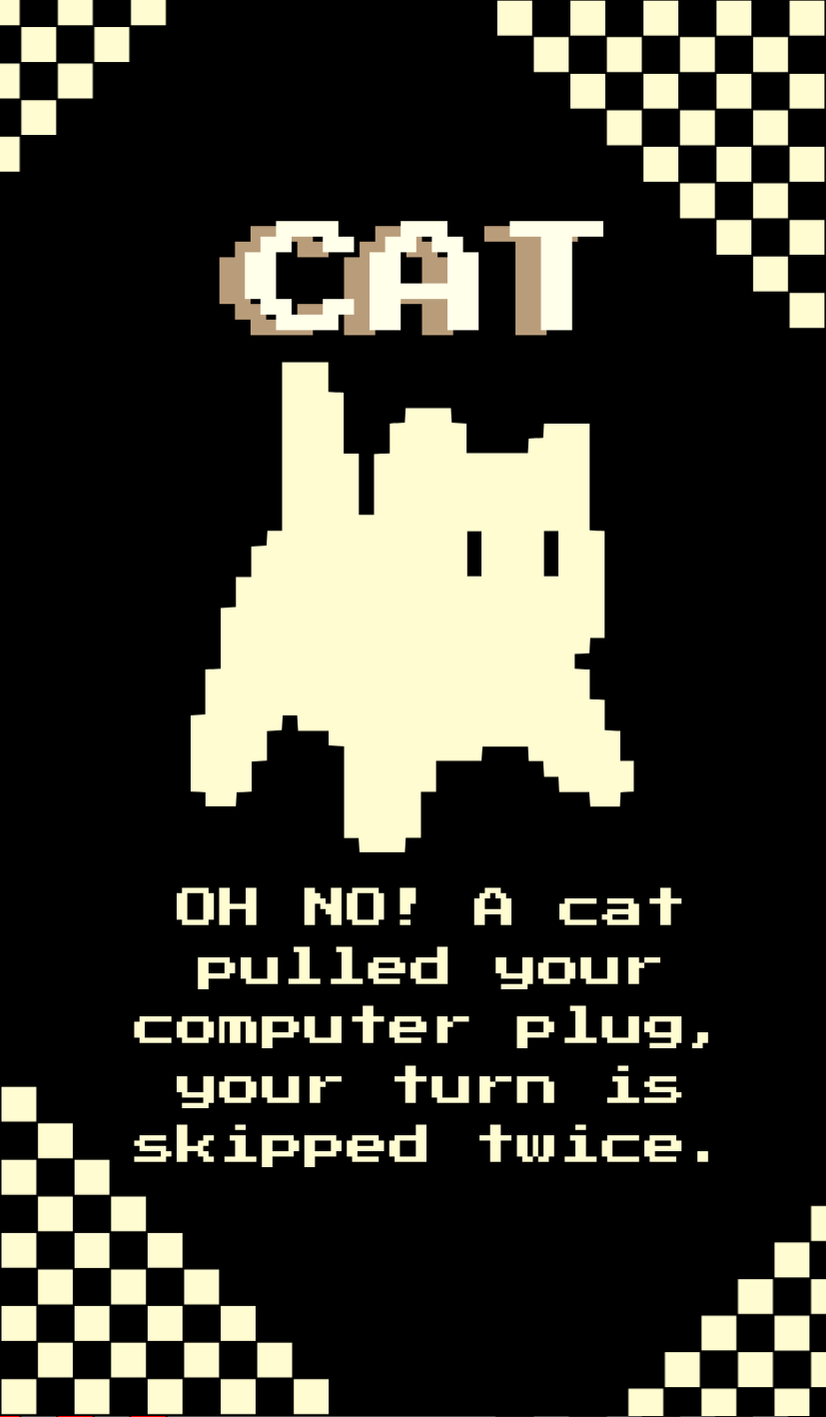 CAT
OH NO! A cat
pulled your
computer plug,
your turn is
skipped twice.